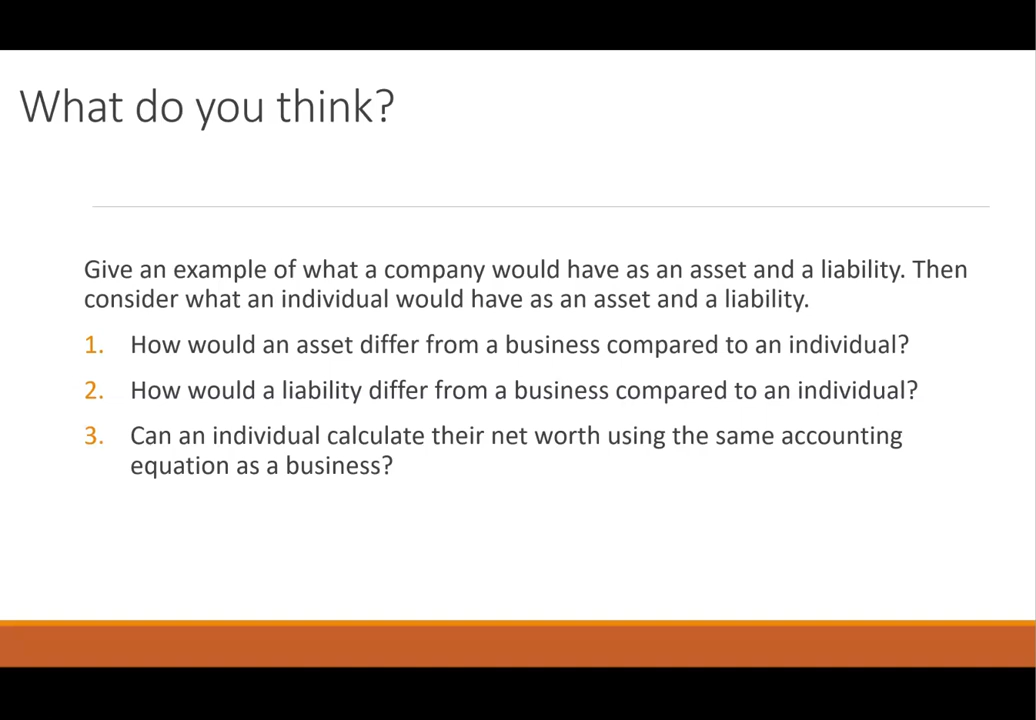 What do you think?
Give an example of what a company would have as an asset and a liability. Then
consider what an individual would have as an asset and a liability.
1. How would an asset differ from a business compared to an individual?
2. How would a liability differ from a business compared to an individual?
3. Can an individual calculate their net worth using the same accounting
equation as a business?